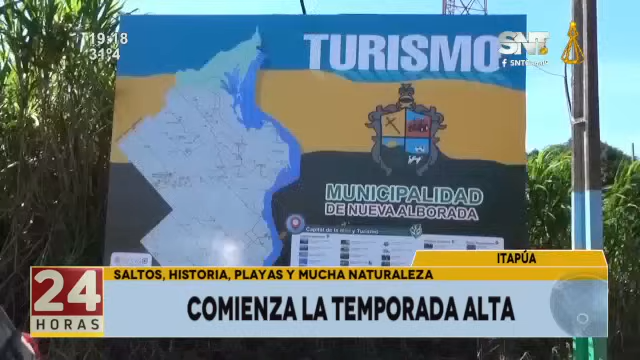 19:18
31°4
TURISMO
SNT
MUNICIPALIDAD
DE NUEVA ALBORADA
Capital de la miel y Turismo
ITAPÚA
SALTOS, HISTORIA, PLAYAS Y MUCHA NATURALEZA
24
HORAS
COMIENZA LA TEMPORADA ALTA